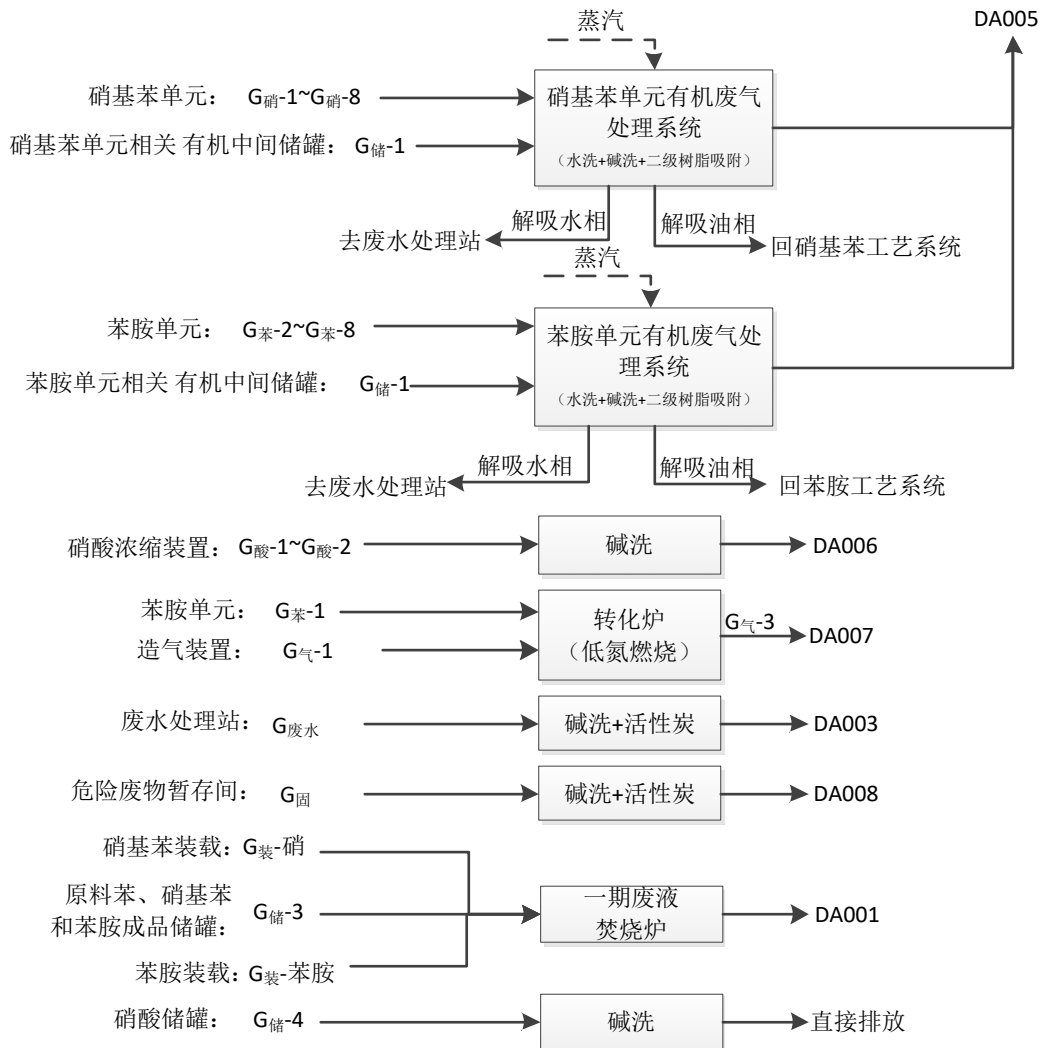 蒸汽
DA005
硝基苯单元： G硝-1~G硝-8
硝基苯单元有机废气
处理系统
（水洗+碱洗+二级树脂吸附）
硝基苯单元相关 有机中间储罐： G储-1
解吸水相
解吸油相
去废水处理站
回硝基苯工艺系统
蒸汽
苯胺单元： G苯-2~G苯-8
苯胺单元有机废气处
理系统
（水洗+碱洗+二级树脂吸附）
苯胺单元相关 有机中间储罐： G储-1
解吸水相
解吸油相
去废水处理站
回苯胺工艺系统
硝酸浓缩装置： G酸-1~G酸-2
碱洗
DA006
苯胺单元： G苯-1
转化炉
（低氮燃烧）
G气-3
DA007
造气装置： G气-1
废水处理站： G废水
碱洗+活性炭
DA003
危险废物暂存间： G固
碱洗+活性炭
DA008
硝基苯装载：G装-硝
原料苯、硝基苯
和苯胺成品储罐： G储-3
一期废液
焚烧炉
DA001
苯胺装载：G装-苯胺
硝酸储罐： G储-4
碱洗
直接排放